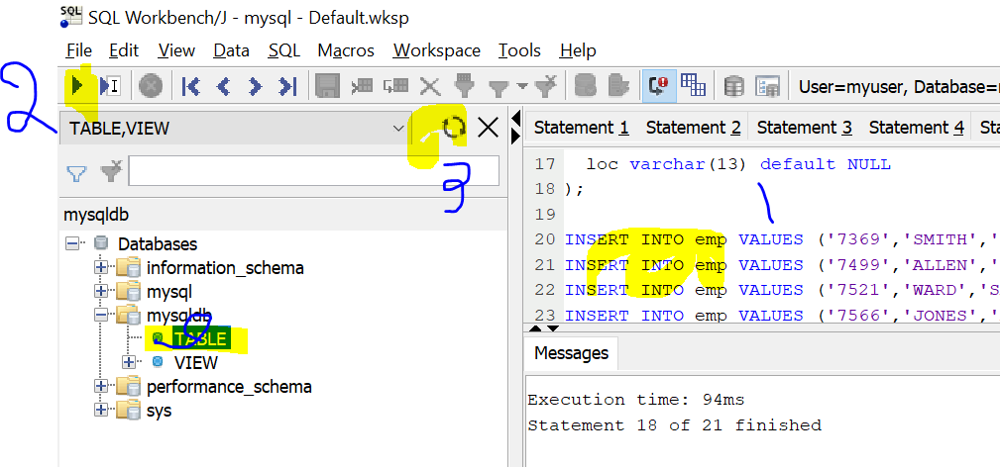 SQL Workbench/J - mysql - Default.wksp
File Edit View Data SQL Macros Workspace Tools Help
2
User=myuser, Database=
TABLE,VIEW
3
Statement 1 Statement 2 Statement 3 Statement 4 Sta
17 loc varchar(13) default NULL
18 );
19
1
20 INSERT INTO emp VALUES ('7369','SMITH','
21 INSERT INTO emp VALUES ('7499','ALLEN','
22 INSERT INTO emp VALUES ('7521','WARD','S
23 INSERT INTO emp VALUES ('7566','JONES','
mysqldb
Databases
information_schema
mysql
mysqldb
TABLE
VIEW
performance_schema
sys
Messages
Execution time: 94ms
Statement 18 of 21 finished